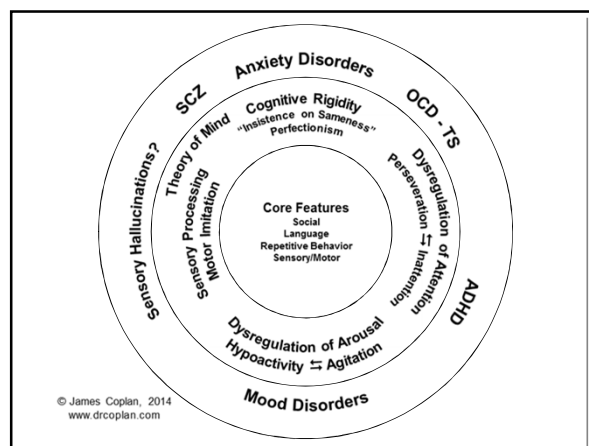 Anxiety Disorders
SCZ
OCD - TS
Sensory Hallucinations?
ADHD
Mood Disorders
Cognitive Rigidity
“Insistence on Sameness”
Perfectionism
Theory of Mind
Sensory Processing
Motor Imitation
Dysregulation of Attention
Perseveration ⇆ Inattention
Dysregulation of Arousal
Hypoactivity ⇆ Agitation
Core Features
Social
Language
Repetitive Behavior
Sensory/Motor
© James Coplan, 2014
www.drcoplan.com